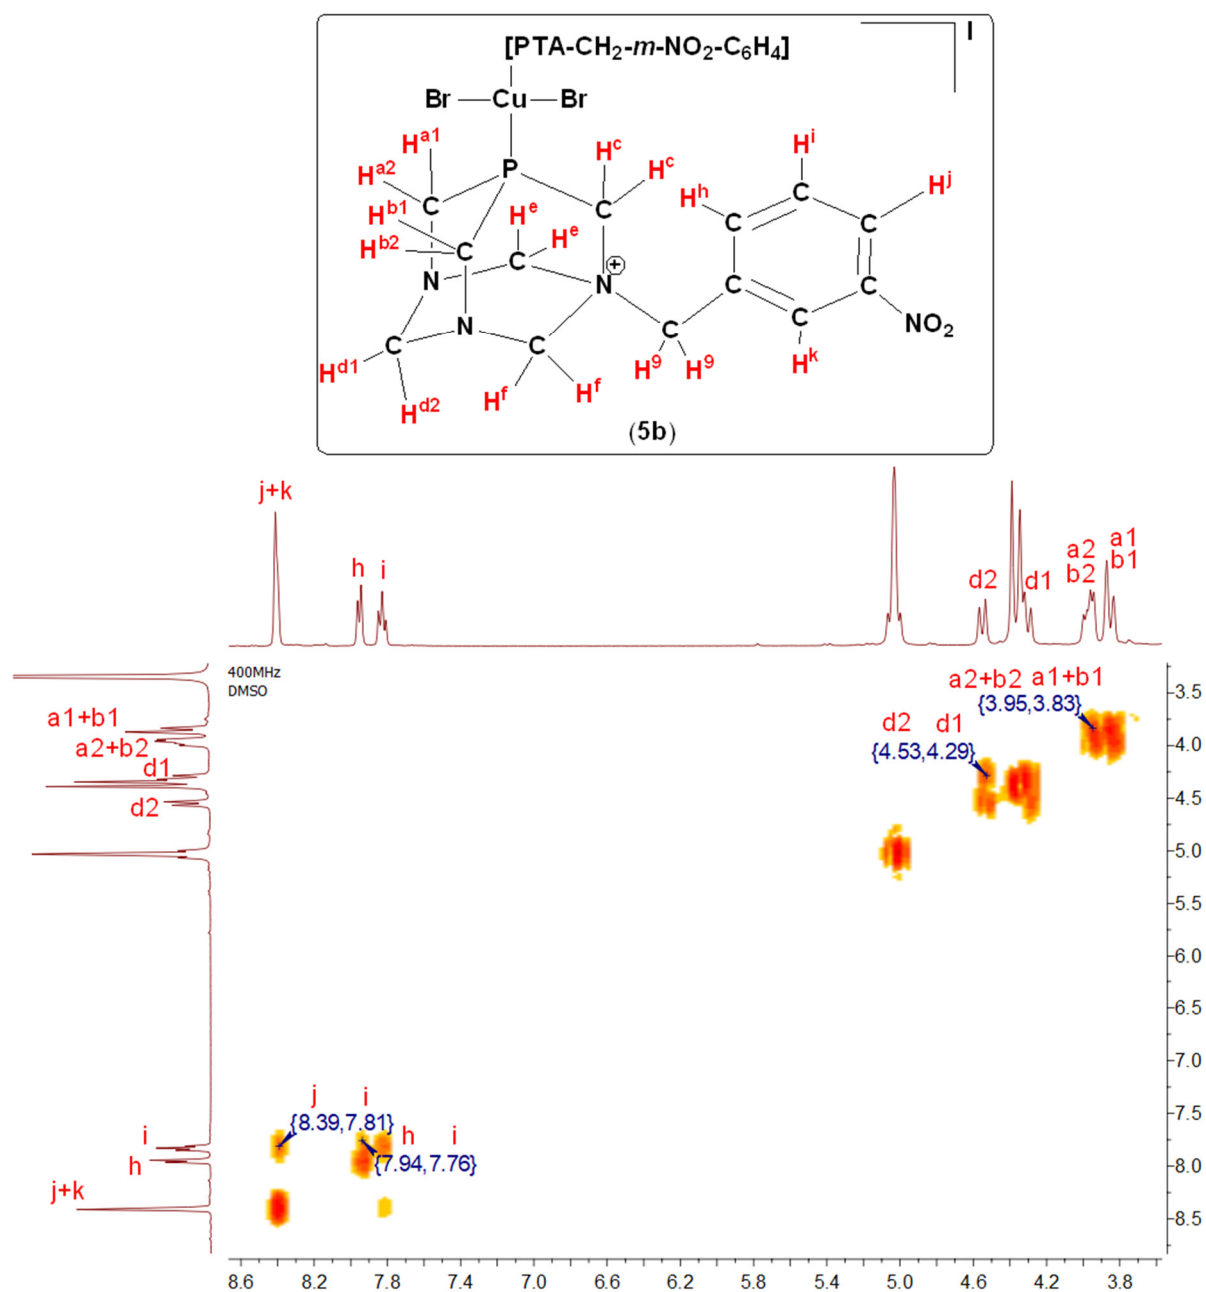 [PTA-CH2-m-NO2-C6H4]
I
Br Cu Br
Ha1
Ha2
P
Hc
Hc
Hi
Hj
Hh
C
Hb1
He
C
C
C
C
Hb2
C
C
He
N
N
+
C
C
N
C
C
NO2
C
C
Hk
Hd1
H9 H9
Hd2
Hf
Hf
(5b)
j+k
h
i
d2
d1
a2
b2
a1
b1
400MHz
DMSO
a1+b1
a2+b2
d1
d2
a2+b2 a1+b1
{3.95,3.83}
d2 d1
{4.53,4.29}
j i
{8.39,7.81}
h i
{7.94,7.76}
i
h
j+k
3.5
4.0
4.5
5.0
5.5
6.0
6.5
7.0
7.5
8.0
8.5
8.6 8.2 7.8 7.4 7.0 6.6 6.2 5.8 5.4 5.0 4.6 4.2 3.8